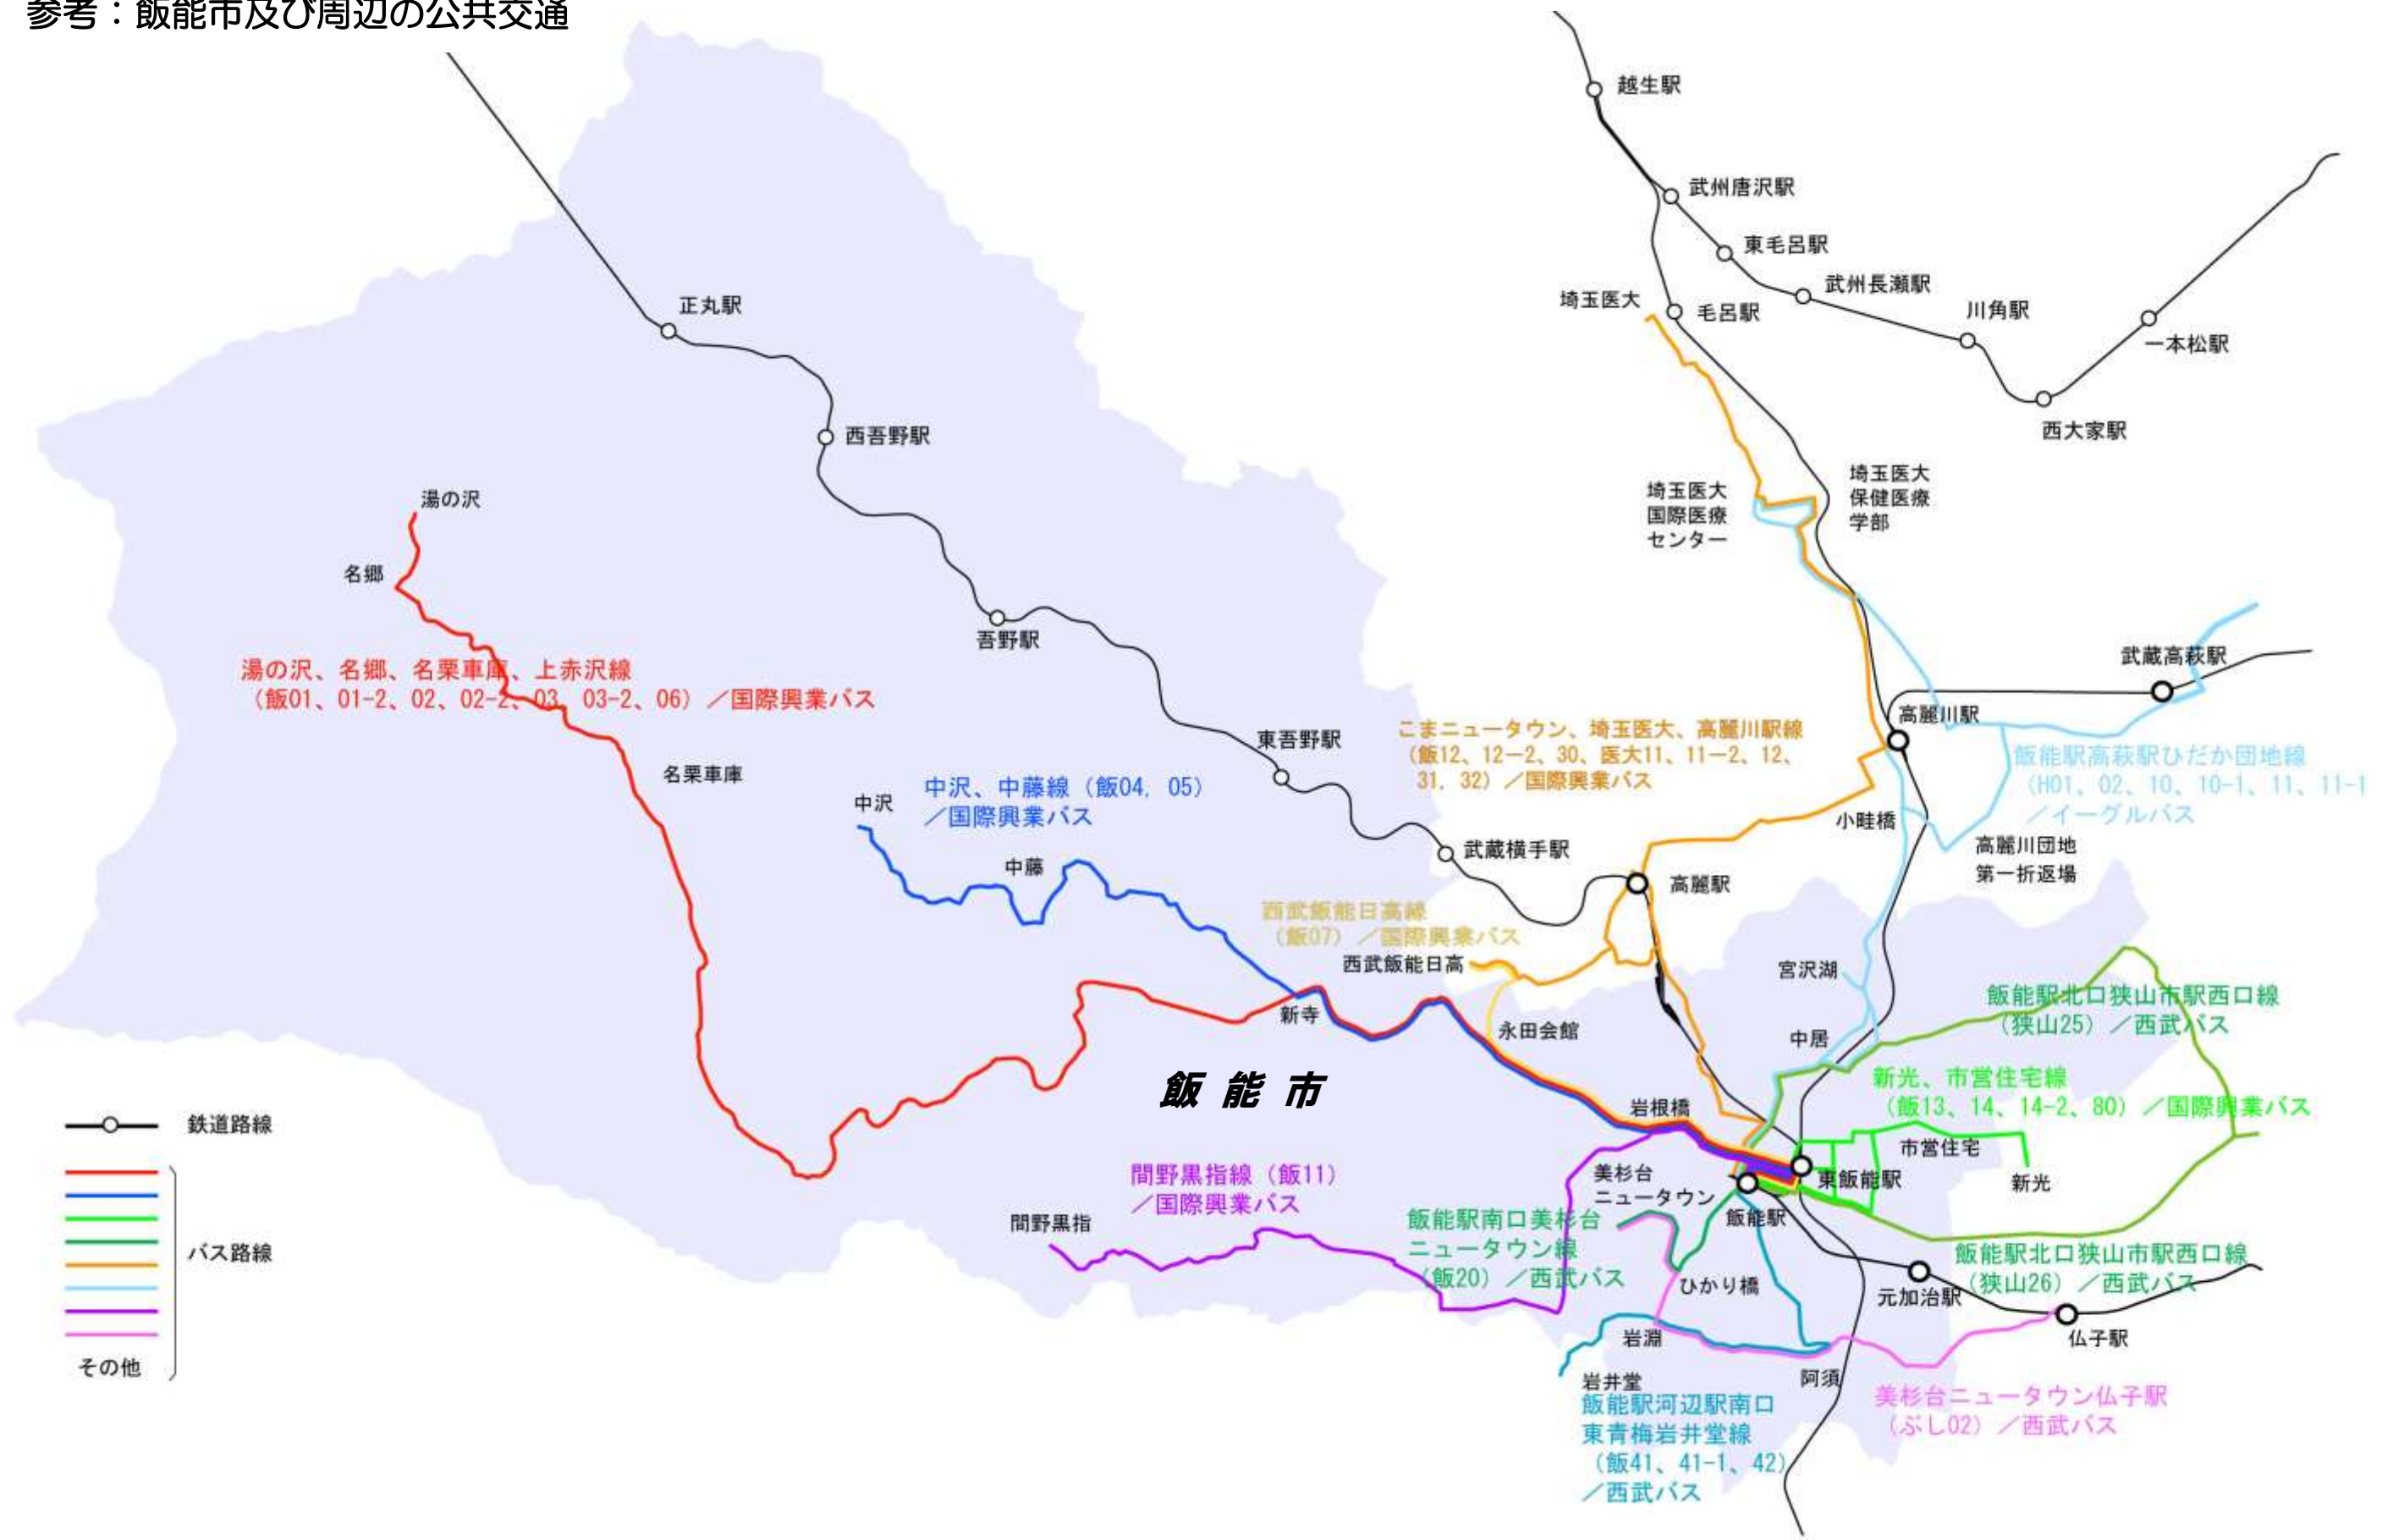 参考：飯能市及び周辺の公共交通
越生駅
武州唐沢駅
東毛呂駅
武州長瀬駅
埼玉医大
毛呂駅
川角駅
一本松駅
正丸駅
西大家駅
西吾野駅
埼玉医大
国際医療
センター
埼玉医大
保健医療
学部
湯の沢
名郷
吾野駅
湯の沢、名郷、名栗車庫、上赤沢線
（飯01、01-2、02、02-2、03、03-2、06）／国際興業バス
武蔵高萩駅
高麗川駅
東吾野駅
こまニュータウン、埼玉医大、高麗川駅線
（飯12、12－2、30、医大11、11－2、12、
31、32）／国際興業バス
飯能駅高萩駅ひだか団地線
（H01、02、10、10-1、11、11-1
／イーグルバス
名栗車庫
中沢
中沢、中藤線（飯04, 05）
／国際興業バス
小畦橋
高麗川団地
第一折返場
中藤
武蔵横手駅
高麗駅
西武飯能日高線
（飯07）／国際興業バス
西武飯能日高
宮沢湖
飯能駅北口狭山市駅西口線
（狭山25）／西武バス
新寺
永田会館
中居
飯能市
新光、市営住宅線
（飯13、14、14-2、80）／国際興業バス
岩根橋
鉄道路線
市営住宅
間野黒指線（飯11）
／国際興業バス
美杉台
ニュータウン
東飯能駅
新光
間野黒指
飯能駅南口美杉台
ニュータウン線
（飯20）／西武バス
飯能駅
バス路線
ひかり橋
飯能駅北口狭山市駅西口線
（狭山26）／西武バス
元加治駅
岩淵
仏子駅
その他
岩井堂
阿須
飯能駅河辺駅南口
東青梅岩井堂線
（飯41、41-1、42）
／西武バス
美杉台ニュータウン仏子駅
（ぶし02）／西武バス